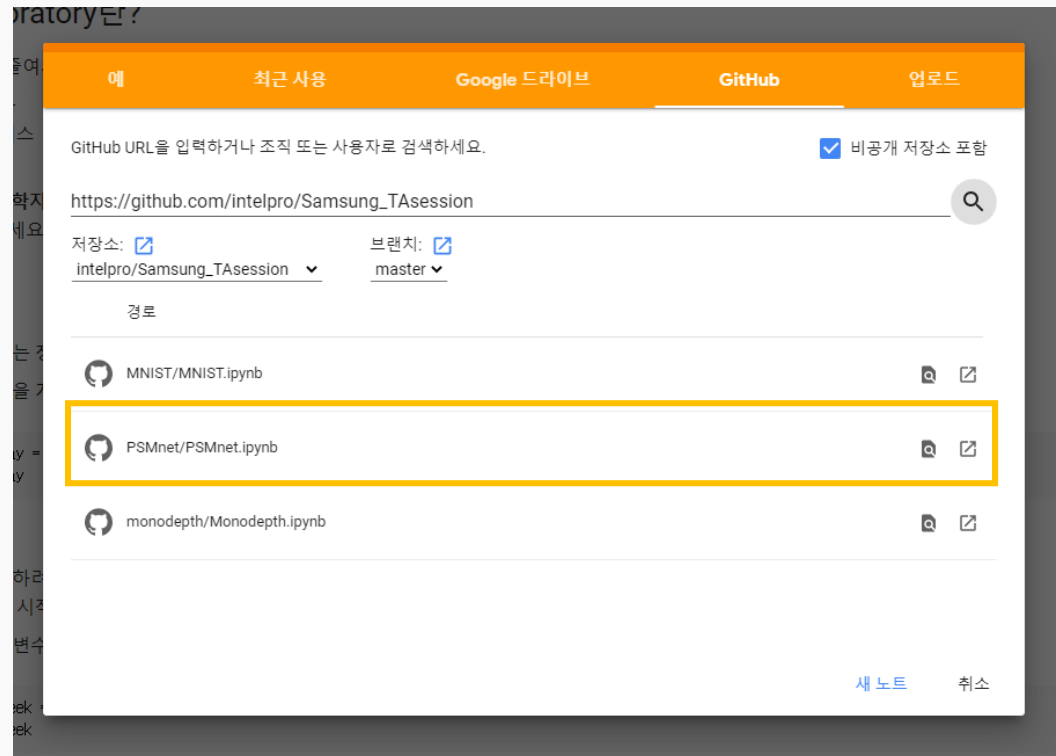 oratory란?
예 최근 사용 Google 드라이브 GitHub 업로드
GitHub URL을 입력하거나 조직 또는 사용자로 검색하세요. 비공개 저장소 포함
https://github.com/intelpro/Samsung_TAsession
저장소: 브랜치:
intelpro/Samsung_TAsession master
경로
MNIST/MNIST.ipynb
PSMnet/PSMnet.ipynb
monodepth/Monodepth.ipynb
새 노트 취소